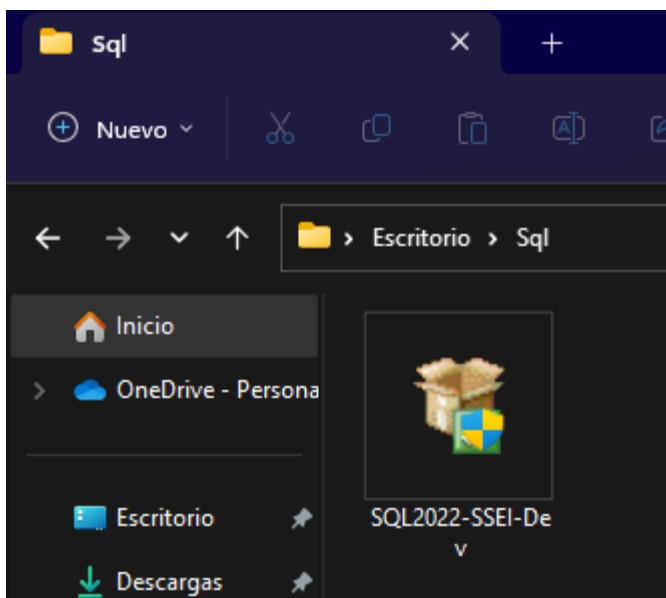 Sql
Nuevo
Escritorio > Sql
Inicio
OneDrive - Persona
Escritorio
Descargas
SQL2022-SSEI-De
v